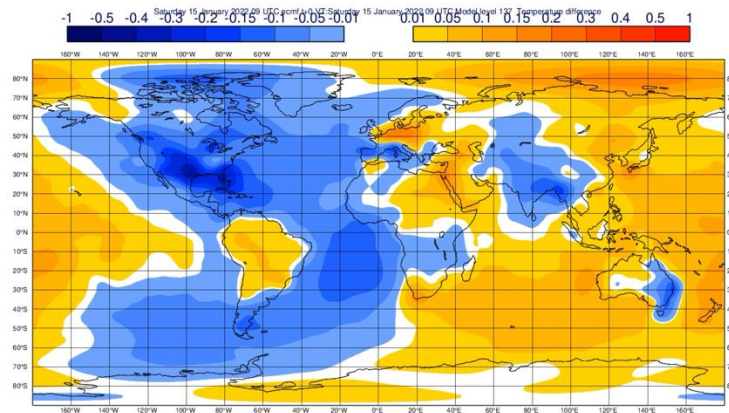 Saturday 15 January 2022 09 UTC ecmf t+0 VT:Saturday 15 January 2022 09 UTC Model level 137 Temperature difference
-1 -0.5 -0.4 -0.3 -0.2 -0.15 -0.1 -0.05 -0.01 0.01 0.05 0.1 0.15 0.2 0.3 0.4 0.5 1
160°W 140°W 120°W 100°W 80°W 60°W 40°W 20°W 0°E 20°E 40°E 60°E 80°E 100°E 120°E 140°E 160°E
80°N
70°N
60°N
50°N
40°N
30°N
20°N
10°N
0°N
10°S
20°S
30°S
40°S
50°S
60°S
70°S
80°S
160°W 140°W 120°W 100°W 80°W 60°W 40°W 20°W 0°E 20°E 40°E 60°E 80°E 100°E 120°E 140°E 160°E